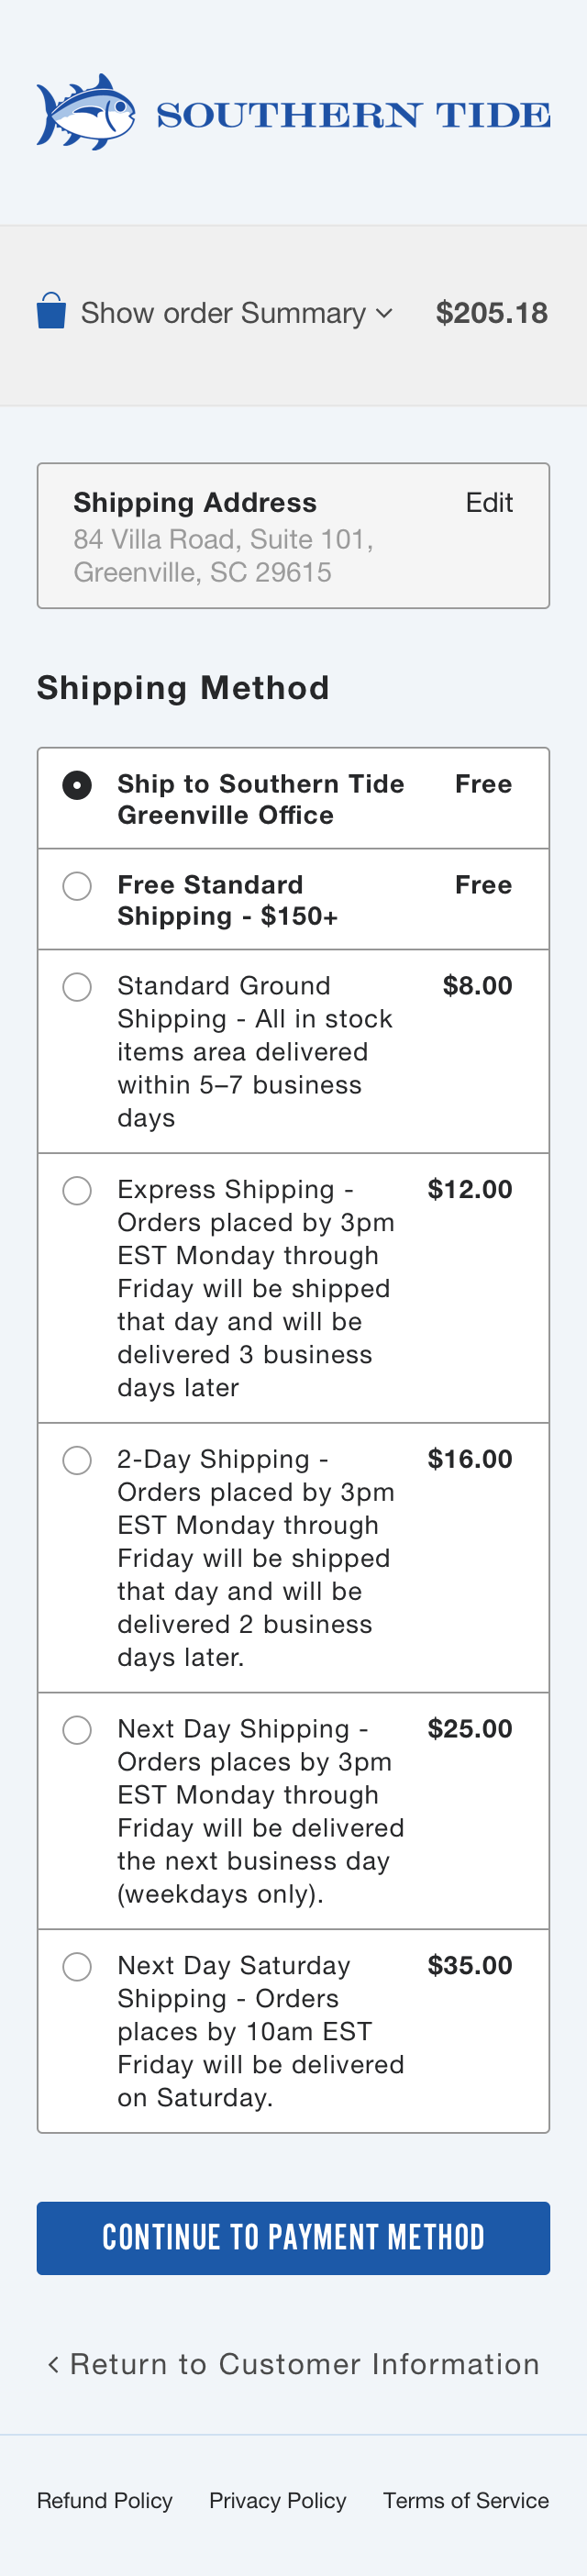 SOUTHERN TIDE
Show order Summary $205.18
Shipping Address Edit
84 Villa Road, Suite 101,
Greenville, SC 29615
Shipping Method
Ship to Southern Tide Free
Greenville Office
Free Standard Free
Shipping - $150+
Standard Ground $8.00
Shipping - All in stock
items area delivered
within 5–7 business
days
Express Shipping - $12.00
Orders placed by 3pm
EST Monday through
Friday will be shipped
that day and will be
delivered 3 business
days later
2-Day Shipping - $16.00
Orders placed by 3pm
EST Monday through
Friday will be shipped
that day and will be
delivered 2 business
days later.
Next Day Shipping - $25.00
Orders places by 3pm
EST Monday through
Friday will be delivered
the next business day
(weekdays only).
Next Day Saturday $35.00
Shipping - Orders
places by 10am EST
Friday will be delivered
on Saturday.
CONTINUE TO PAYMENT METHOD
< Return to Customer Information
Refund Policy Privacy Policy Terms of Service